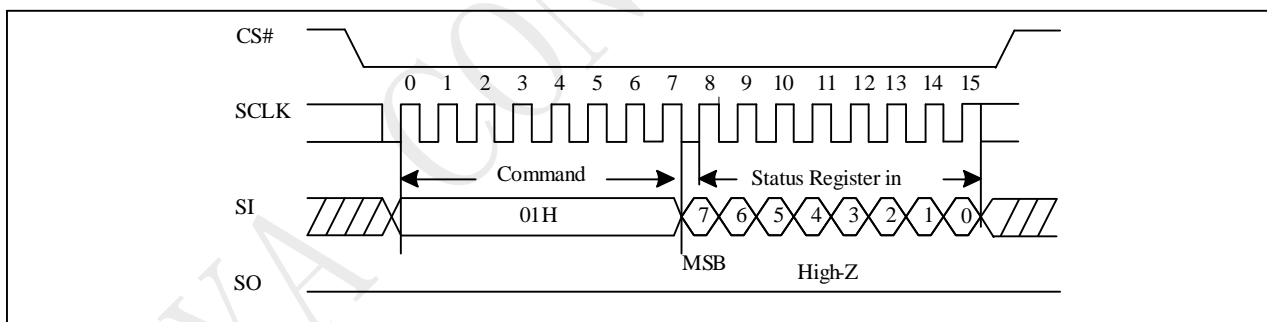 CS#
0 1 2 3 4 5 6 7 8 9 10 11 12 13 14 15
SCLK
Command Status Register in
SI 01H 7 6 5 4 3 2 1 0
MSB High-Z
SO